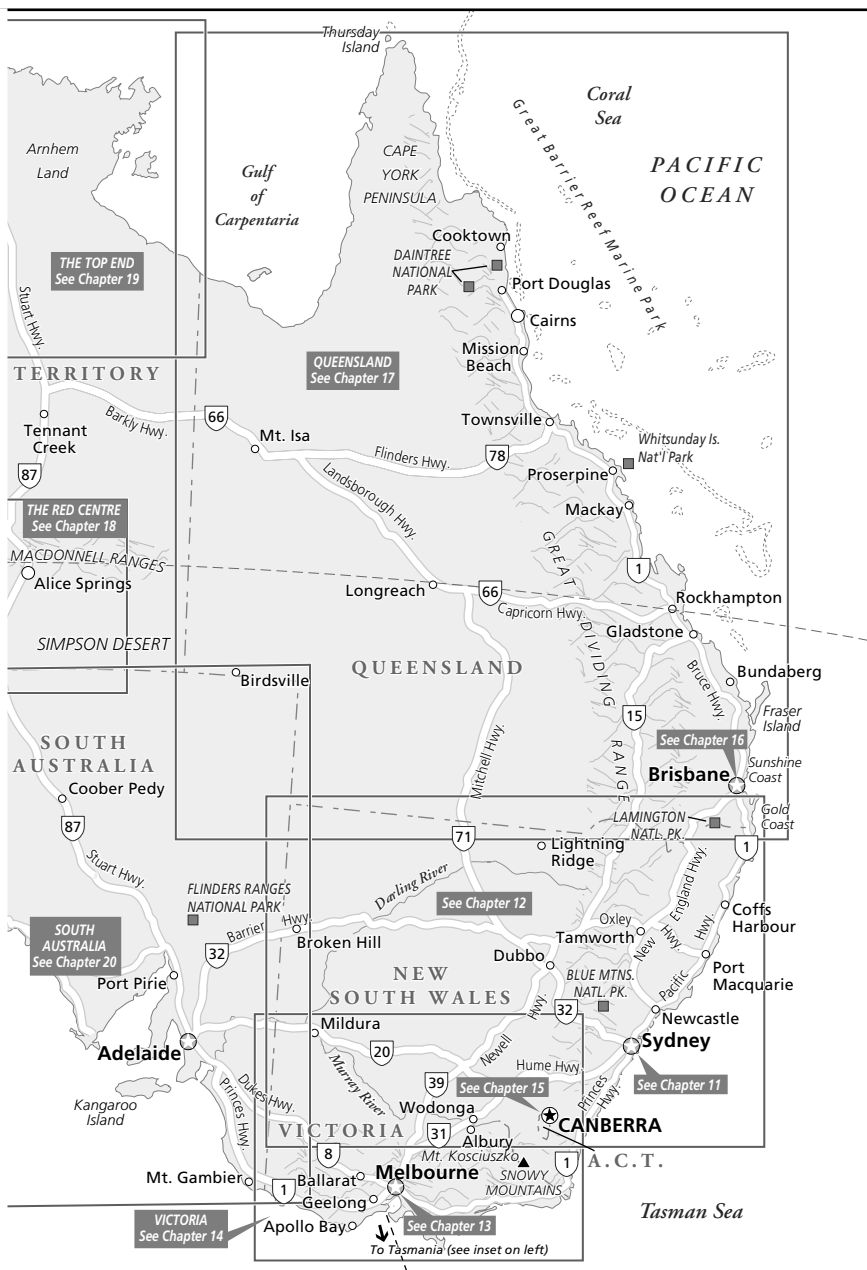 Thursday
Island
Coral
Sea
Great Barrier Reef Marine Park
Arnhem
Land
CAPE
YORK
PENINSULA
Gulf
of
Carpentaria
PACIFIC
OCEAN
Cooktown
DAINTREE
NATIONAL
PARK
THE TOP END
See Chapter 19
Port Douglas
Cairns
Stuart Hwy.
Mission
Beach
QUEENSLAND
See Chapter 17
TERRITORY
Barkly Hwy.
66
Tennant
Creek
Mt. Isa
Townsville
Flinders Hwy.
78
Whitsunday Is.
Nat'l Park
87
Landsborough Hwy.
Proserpine
Mackay
THE RED CENTRE
See Chapter 18
MACDONNELL RANGES
Alice Springs
GREAT DIVIDING RANGE
1
Longreach
66
Capricorn Hwy.
Rockhampton
Gladstone
SIMPSON DESERT
QUEENSLAND
Birdsville
Bruce Hwy.
Bundaberg
Fraser
Island
15
SOUTH
AUSTRALIA
Mitchell Hwy.
See Chapter 16
Sunshine
Coast
Brisbane
Coober Pedy
87
Gold
Coast
LAMINGTON
NATL. PK.
71
Lightning
Ridge
1
Stuart Hwy.
Darling River
FLINDERS RANGES
NATIONAL PARK
See Chapter 12
New England Hwy.
Coffs
Harbour
SOUTH
AUSTRALIA
See Chapter 20
Barrier Hwy.
32
Broken Hill
Oxley Hwy.
Tamworth
Dubbo
Port Pirie
NEW
SOUTH WALES
BLUE MTNS.
NATL. PK.
Pacific Hwy.
Port
Macquarie
32
Newcastle
Mildura
Adelaide
20
Newell Hwy.
Sydney
Murray River
Hume Hwy.
39
See Chapter 15
See Chapter 11
Princes Hwy.
Dukes Hwy.
Princes Hwy.
Kangaroo
Island
Wodonga
CANBERRA
VICTORIA
31
Albury
Mt. Kosciuszko
A.C.T.
8
1
SNOWY
MOUNTAINS
Mt. Gambier
1
Ballarat
Melbourne
Geelong
Tasman Sea
VICTORIA
See Chapter 14
Apollo Bay
See Chapter 13
To Tasmania (see inset on left)